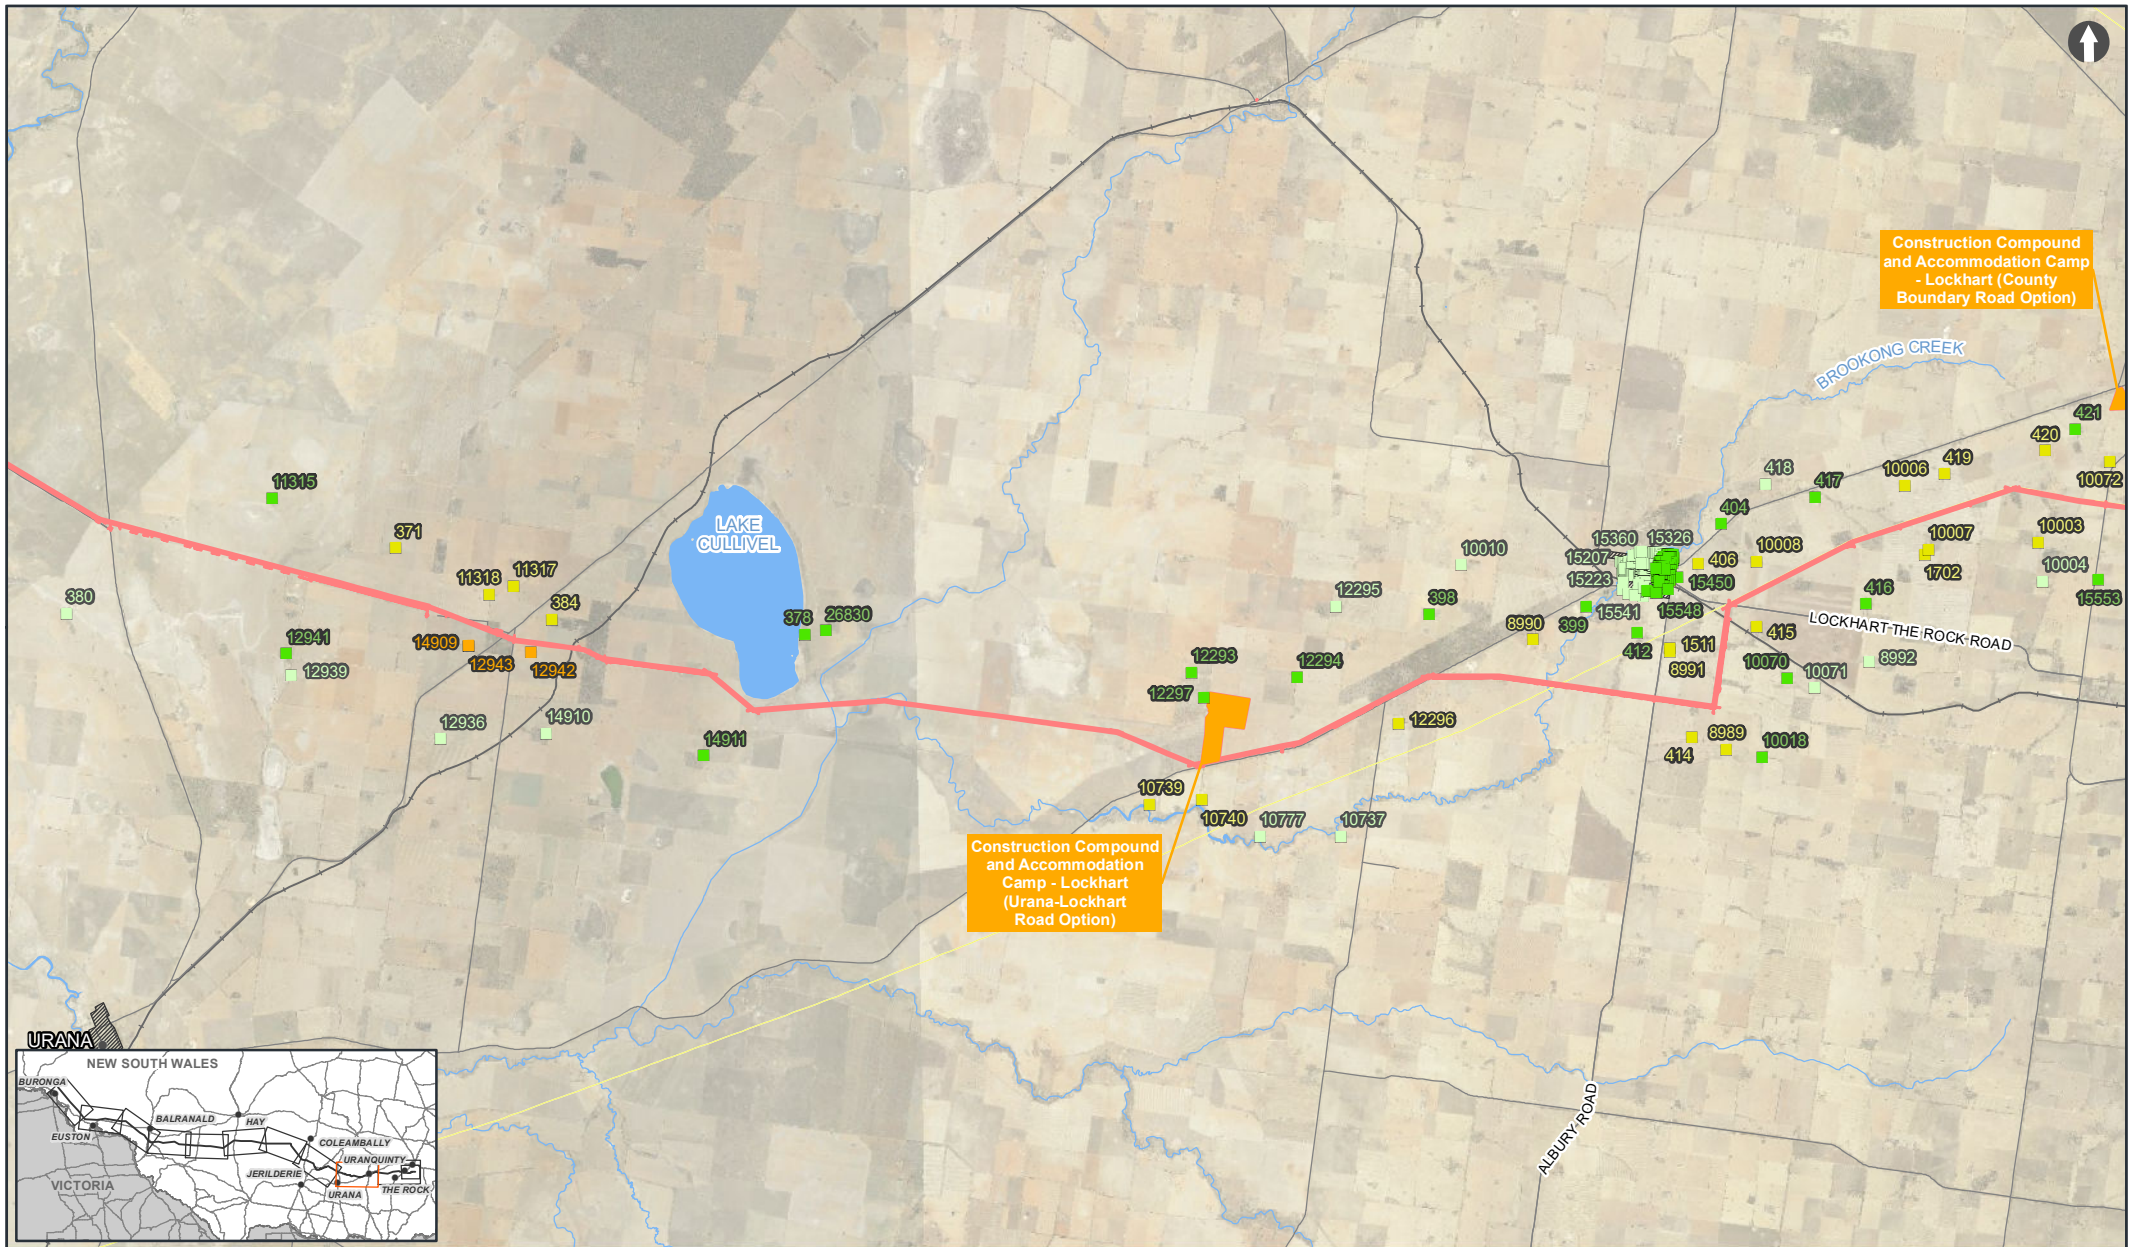 Construction Compound
and Accommodation Camp
- Lockhart (County
Boundary Road Option)
BROOKONG CREEK
421
420
419
10006
10072
417
418
404
11315
371
11318
11317
384
380
12941
12939
14909
12943
12942
12936
14910
14911
LAKE
CULLIVEL
378
26830
12293
12297
12294
12295
10010
398
8990
12296
15360
15326
15207
15223
15450
15541
15548
399
412
406
10008
1511
8991
415
10070
10071
416
8992
10007
1702
10003
10004
15553
LOCKHART THE ROCK ROAD
414
8989
10018
10739
10740
10777
10737
Construction Compound
and Accommodation
Camp - Lockhart
(Urana-Lockhart
Road Option)
ALBURY ROAD
URANA
NEW SOUTH WALES
BURONGA
EUSTON
BALRANALD
HAY
COLEAMBALLY
URANQUINTY
JERILDERIE
URANA
THE ROCK
VICTORIA